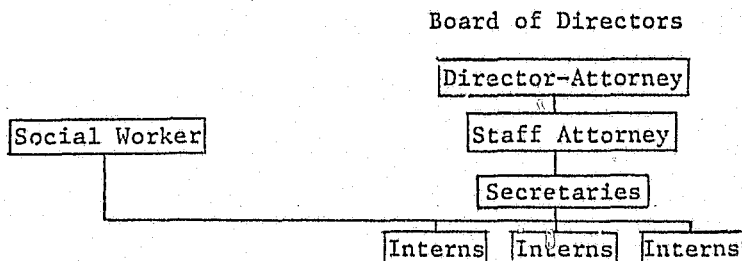 Board of Directors
Director-Attorney
Social Worker
Staff Attorney
Secretaries
Interns Interns Interns